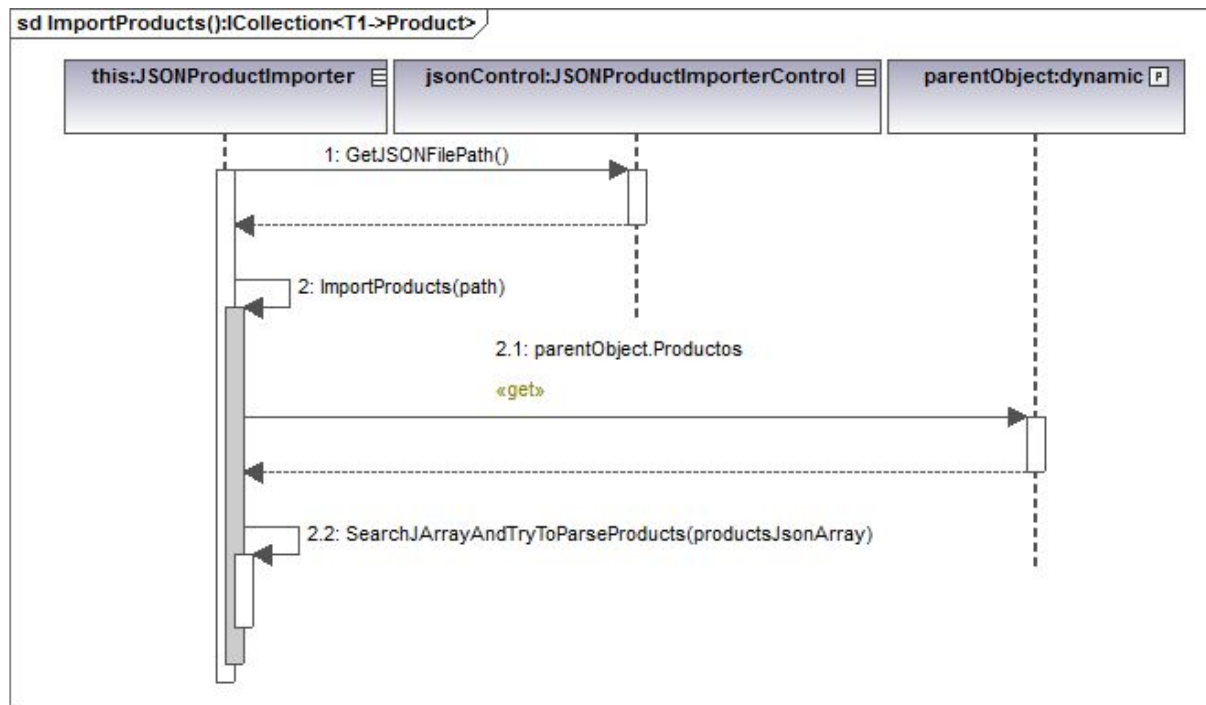 sd ImportProducts():ICollection<T1->Product>
this:JSONProductImporter
jsonControl:JSONProductImporterControl
parentObject:dynamic P
1: GetJSONFilePath()
2: ImportProducts(path)
2.1: parentObject.Productos
«get»
2.2: SearchJArrayAndTryToParseProducts(productsJsonArray)